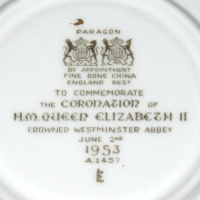 PARAGON
BY APPOINTMENT
FINE BONE CHINA
ENGLAND REGD
TO COMMEMORATE
THE CORONATION OF
H.M. QUEEN ELIZABETH II
CROWNED WESTMINSTER ABBEY
JUNE 2ND
1953
A.1457
E